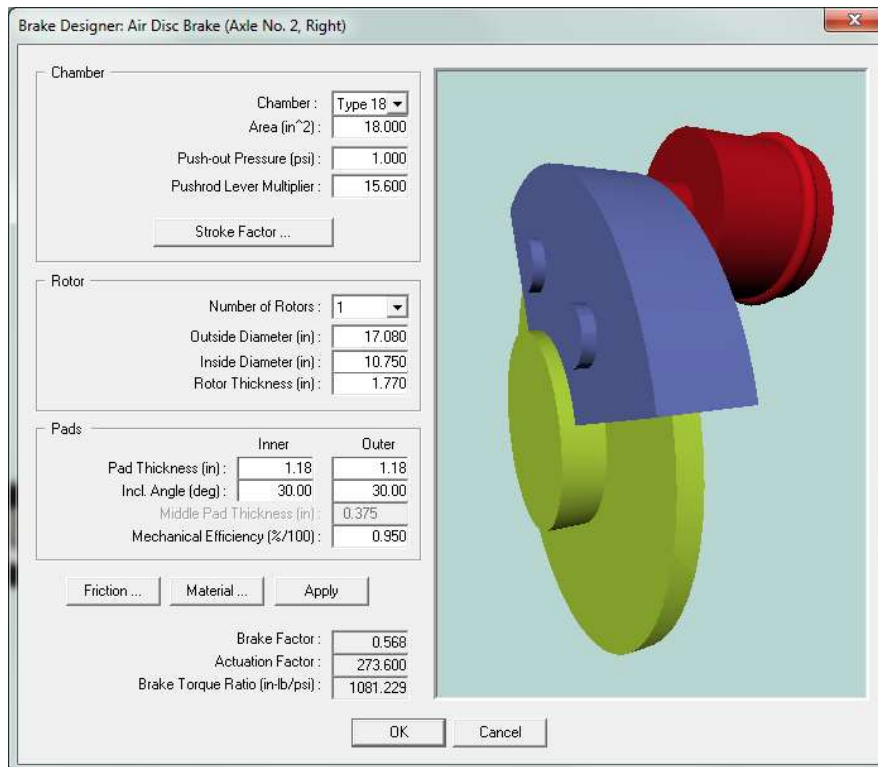 Brake Designer: Air Disc Brake (Axle No. 2, Right)
Chamber
Chamber : Type 18
Area (in^2) : 18.000
Push-out Pressure (psi) : 1.000
Pushrod Lever Multiplier : 15.600
Stroke Factor ...
Rotor
Number of Rotors : 1
Outside Diameter (in) : 17.080
Inside Diameter (in) : 10.750
Rotor Thickness (in) : 1.770
Pads
Inner Outer
Pad Thickness (in) : 1.18 1.18
Incl. Angle (deg) : 30.00 30.00
Middle Pad Thickness (in) : 0.375
Mechanical Efficiency (%/100) : 0.950
Friction ... Material ... Apply
Brake Factor : 0.568
Actuation Factor : 273.600
Brake Torque Ratio (in-lb/psi) : 1081.229
OK Cancel